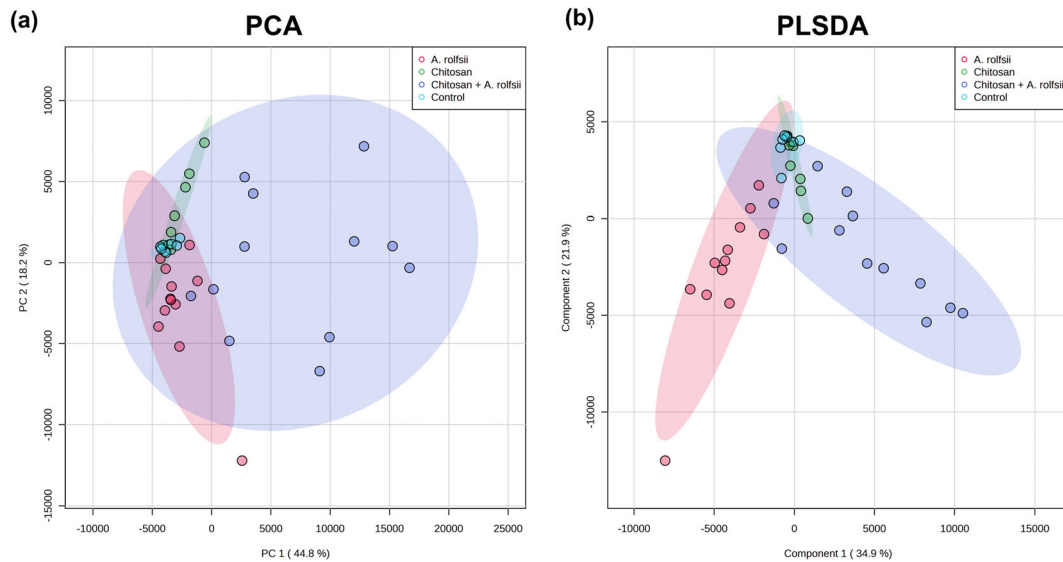 (a)
PCA
A. rolfsii
Chitosan
Chitosan + A. rolfsii
Control
10000
5000
0
-5000
-10000
-15000
PC 2 ( 18.2 %)
-10000 -5000 0 5000 10000 15000 20000 25000
PC 1 ( 44.8 %)
(b)
PLSDA
A. rolfsii
Chitosan
Chitosan + A. rolfsii
Control
5000
0
-5000
-10000
Component 2 ( 21.9 %)
-10000 -5000 0 5000 10000 15000
Component 1 ( 34.9 %)